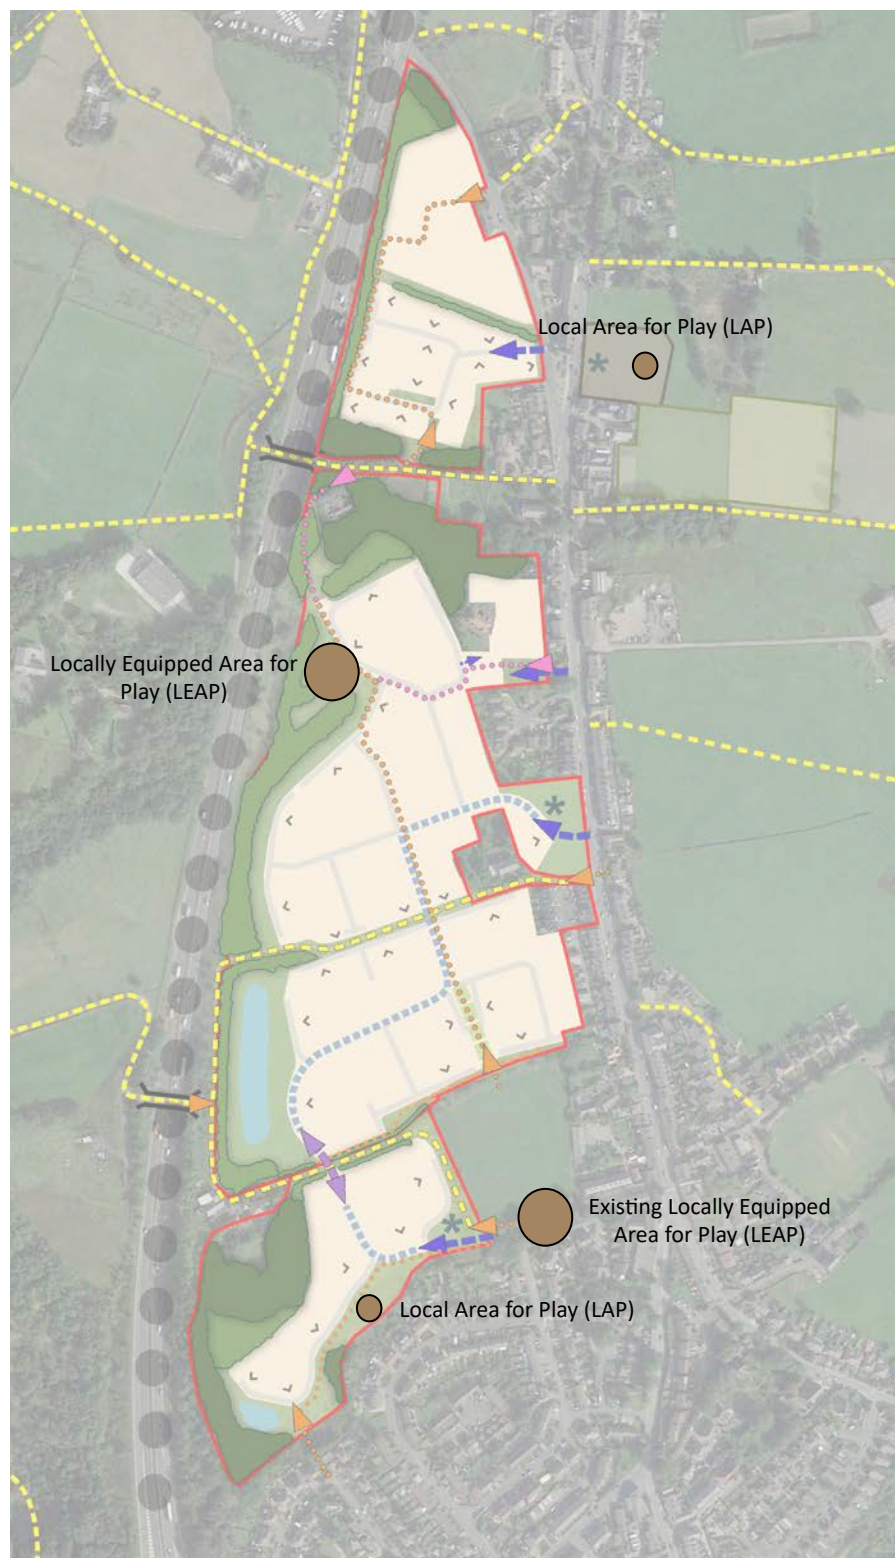 Local Area for Play (LAP)
Locally Equipped Area for
Play (LEAP)
Existing Locally Equipped
Area for Play (LEAP)
Local Area for Play (LAP)